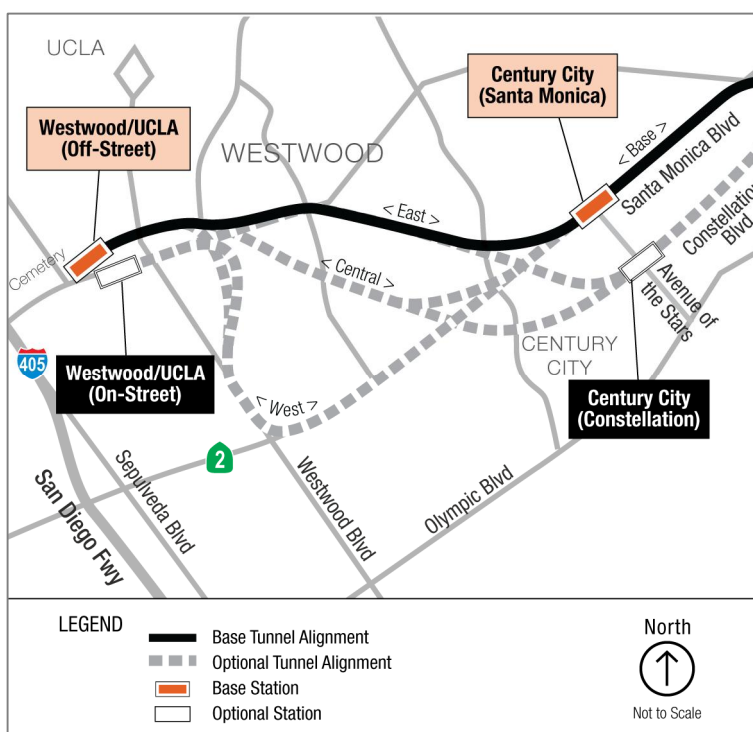 UCLA
Westwood/UCLA
(Off-Street)
WESTWOOD
Century City
(Santa Monica)
< Base >
Santa Monica Blvd
< East >
Constellation
Blvd
Cemetery
< Central >
Avenue of
the Stars
405
Westwood/UCLA
(On-Street)
CENTURY
CITY
Century City
(Constellation)
< West >
2
San Diego Fwy
Sepulveda Blvd
Westwood Blvd
Olympic Blvd
LEGEND
Base Tunnel Alignment
Optional Tunnel Alignment
Base Station
Optional Station
North
Not to Scale